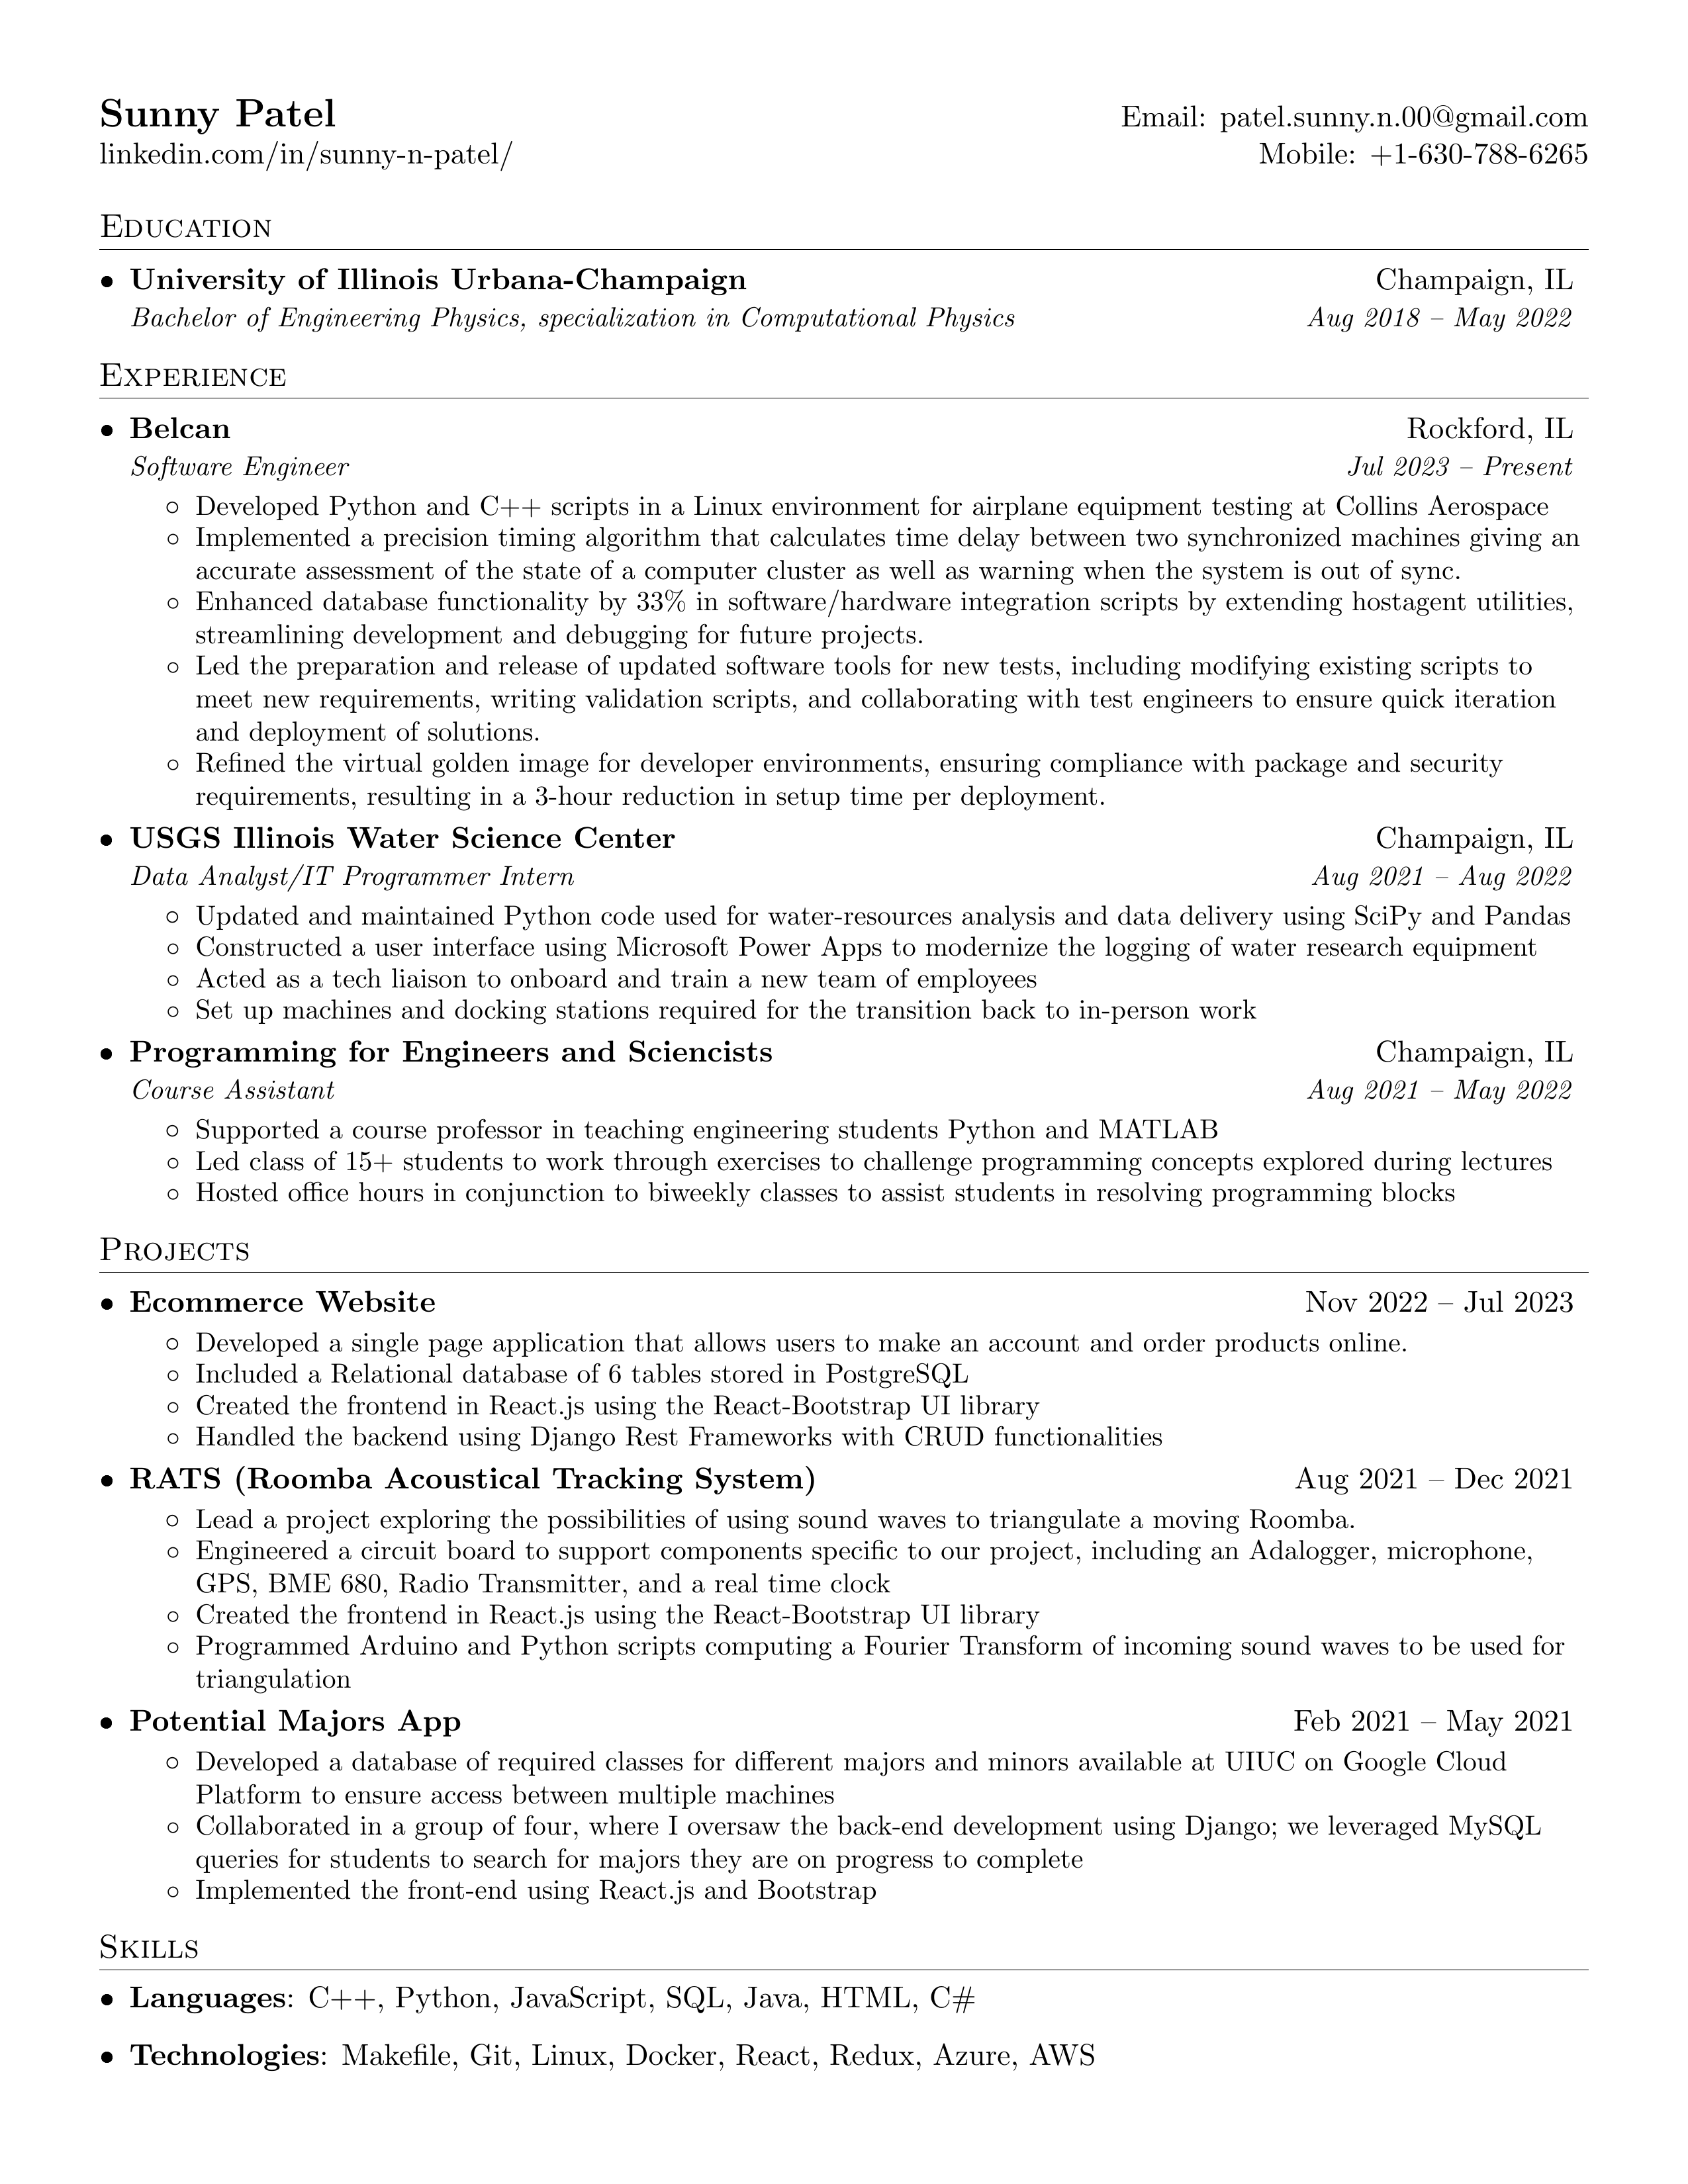 Sunny Patel Email: patel.sunny.n.00@gmail.com
linkedin.com/in/sunny-n-patel/ Mobile: +1-630-788-6265
Education
• University of Illinois Urbana-Champaign Champaign, IL
Bachelor of Engineering Physics, specialization in Computational Physics Aug 2018 – May 2022
Experience
• Belcan Rockford, IL
Software Engineer Jul 2023 – Present
◦ Developed Python and C++ scripts in a Linux environment for airplane equipment testing at Collins Aerospace
◦ Implemented a precision timing algorithm that calculates time delay between two synchronized machines giving an
accurate assessment of the state of a computer cluster as well as warning when the system is out of sync.
◦ Enhanced database functionality by 33% in software/hardware integration scripts by extending hostagent utilities,
streamlining development and debugging for future projects.
◦ Led the preparation and release of updated software tools for new tests, including modifying existing scripts to
meet new requirements, writing validation scripts, and collaborating with test engineers to ensure quick iteration
and deployment of solutions.
◦ Refined the virtual golden image for developer environments, ensuring compliance with package and security
requirements, resulting in a 3-hour reduction in setup time per deployment.
• USGS Illinois Water Science Center Champaign, IL
Data Analyst/IT Programmer Intern Aug 2021 – Aug 2022
◦ Updated and maintained Python code used for water-resources analysis and data delivery using SciPy and Pandas
◦ Constructed a user interface using Microsoft Power Apps to modernize the logging of water research equipment
◦ Acted as a tech liaison to onboard and train a new team of employees
◦ Set up machines and docking stations required for the transition back to in-person work
• Programming for Engineers and Sciencists Champaign, IL
Course Assistant Aug 2021 – May 2022
◦ Supported a course professor in teaching engineering students Python and MATLAB
◦ Led class of 15+ students to work through exercises to challenge programming concepts explored during lectures
◦ Hosted office hours in conjunction to biweekly classes to assist students in resolving programming blocks
Projects
• Ecommerce Website Nov 2022 – Jul 2023
◦ Developed a single page application that allows users to make an account and order products online.
◦ Included a Relational database of 6 tables stored in PostgreSQL
◦ Created the frontend in React.js using the React-Bootstrap UI library
◦ Handled the backend using Django Rest Frameworks with CRUD functionalities
• RATS (Roomba Acoustical Tracking System) Aug 2021 – Dec 2021
◦ Lead a project exploring the possibilities of using sound waves to triangulate a moving Roomba.
◦ Engineered a circuit board to support components specific to our project, including an Adalogger, microphone,
GPS, BME 680, Radio Transmitter, and a real time clock
◦ Created the frontend in React.js using the React-Bootstrap UI library
◦ Programmed Arduino and Python scripts computing a Fourier Transform of incoming sound waves to be used for
triangulation
• Potential Majors App Feb 2021 – May 2021
◦ Developed a database of required classes for different majors and minors available at UIUC on Google Cloud
Platform to ensure access between multiple machines
◦ Collaborated in a group of four, where I oversaw the back-end development using Django; we leveraged MySQL
queries for students to search for majors they are on progress to complete
◦ Implemented the front-end using React.js and Bootstrap
Skills
• Languages: C++, Python, JavaScript, SQL, Java, HTML, C#
• Technologies: Makefile, Git, Linux, Docker, React, Redux, Azure, AWS